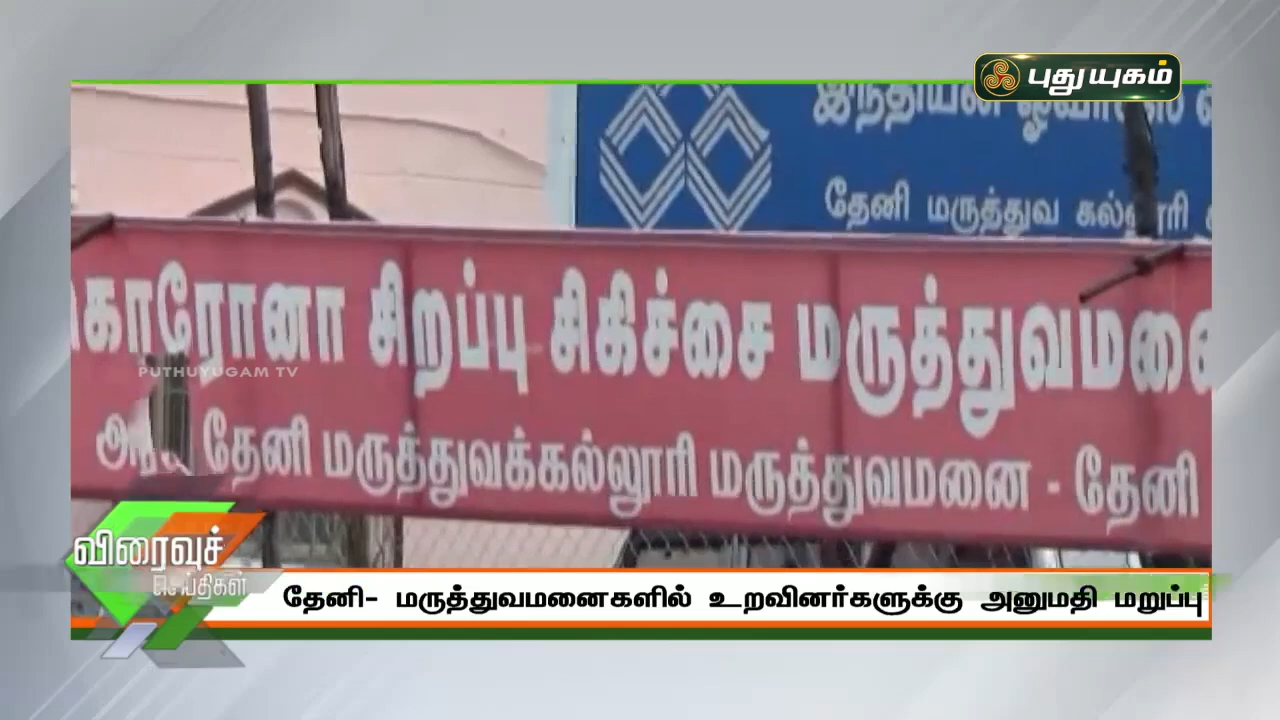 புதுயுகம்
தேனி மருத்துவ கல்லூரி
கொரோனா சிறப்பு சிகிச்சை மருத்துவமனை
PUTHUYUGAM TV
அரசு தேனி மருத்துவக்கல்லூரி மருத்துவமனை - தேனி
விரைவுச்
செய்திகள்
தேனி- மருத்துவமனைகளில் உறவினர்களுக்கு அனுமதி மறுப்பு